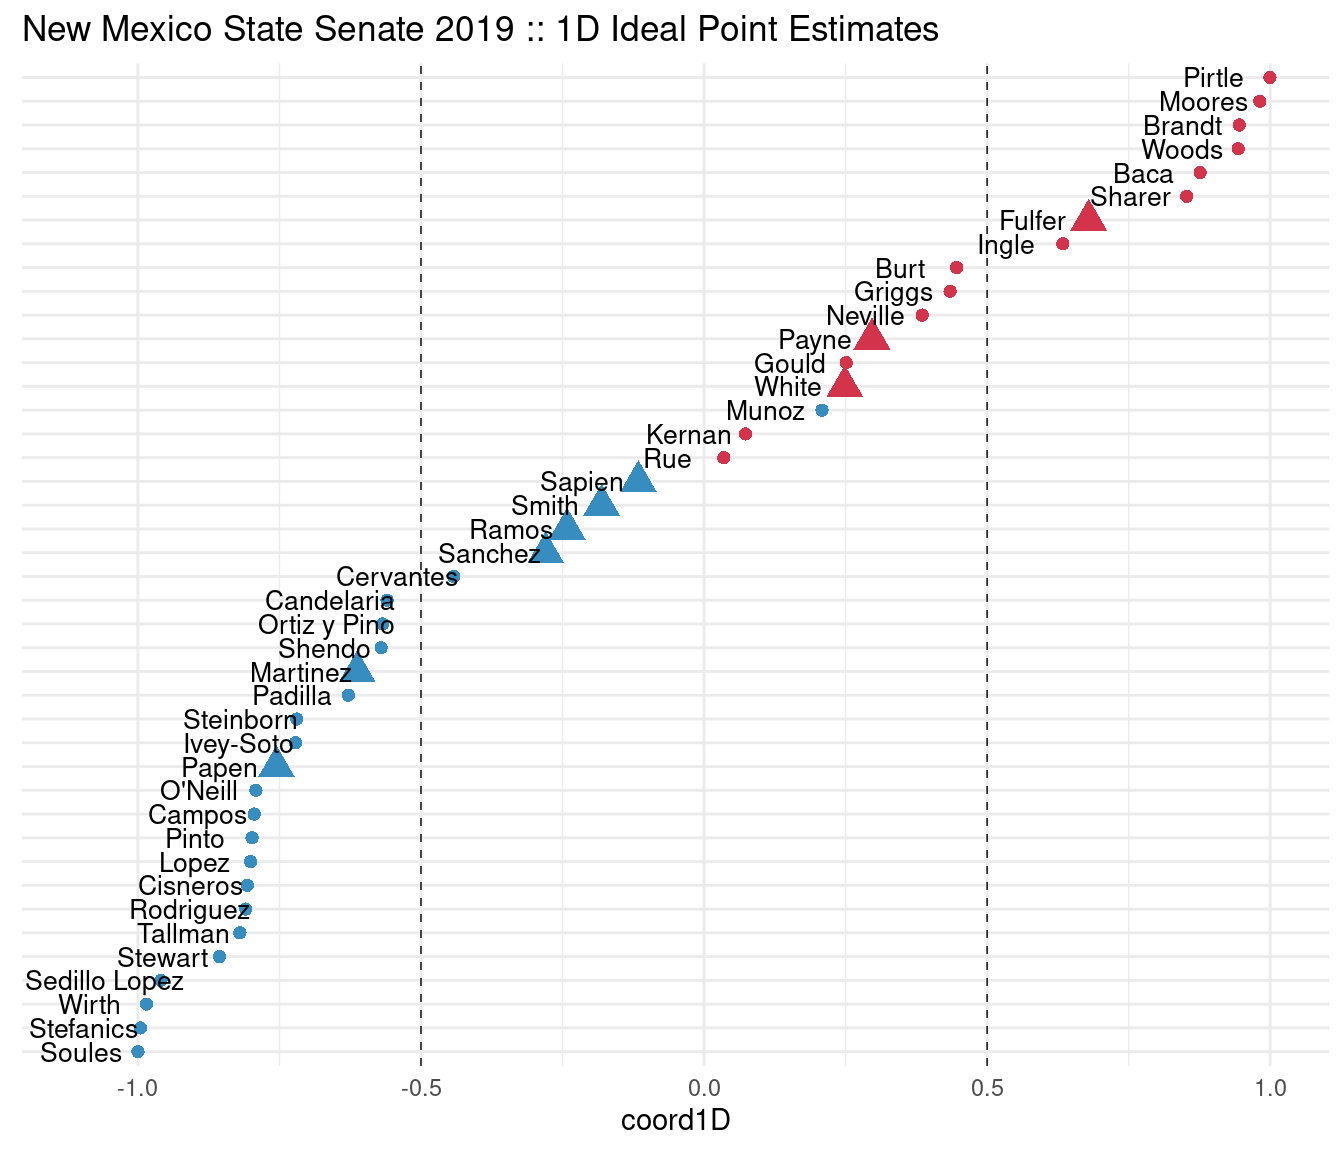 New Mexico State Senate 2019 :: 1D Ideal Point Estimates
Pirtle
Moores
Brandt
Woods
Baca
Sharer
Fulfer
Ingle
Burt
Griggs
Neville
Payne
Gould
White
Munoz
Kernan
Rue
Sapien
Smith
Ramos
Sanchez
Cervantes
Candelaria
Ortiz y Pino
Shendo
Martinez
Padilla
Steinborn
Ivey-Soto
Papen
O'Neill
Campos
Pinto
Lopez
Cisneros
Rodriguez
Tallman
Stewart
Sedillo Lopez
Wirth
Stefanics
Soules
-1.0 -0.5 0.0 0.5 1.0
coord1D